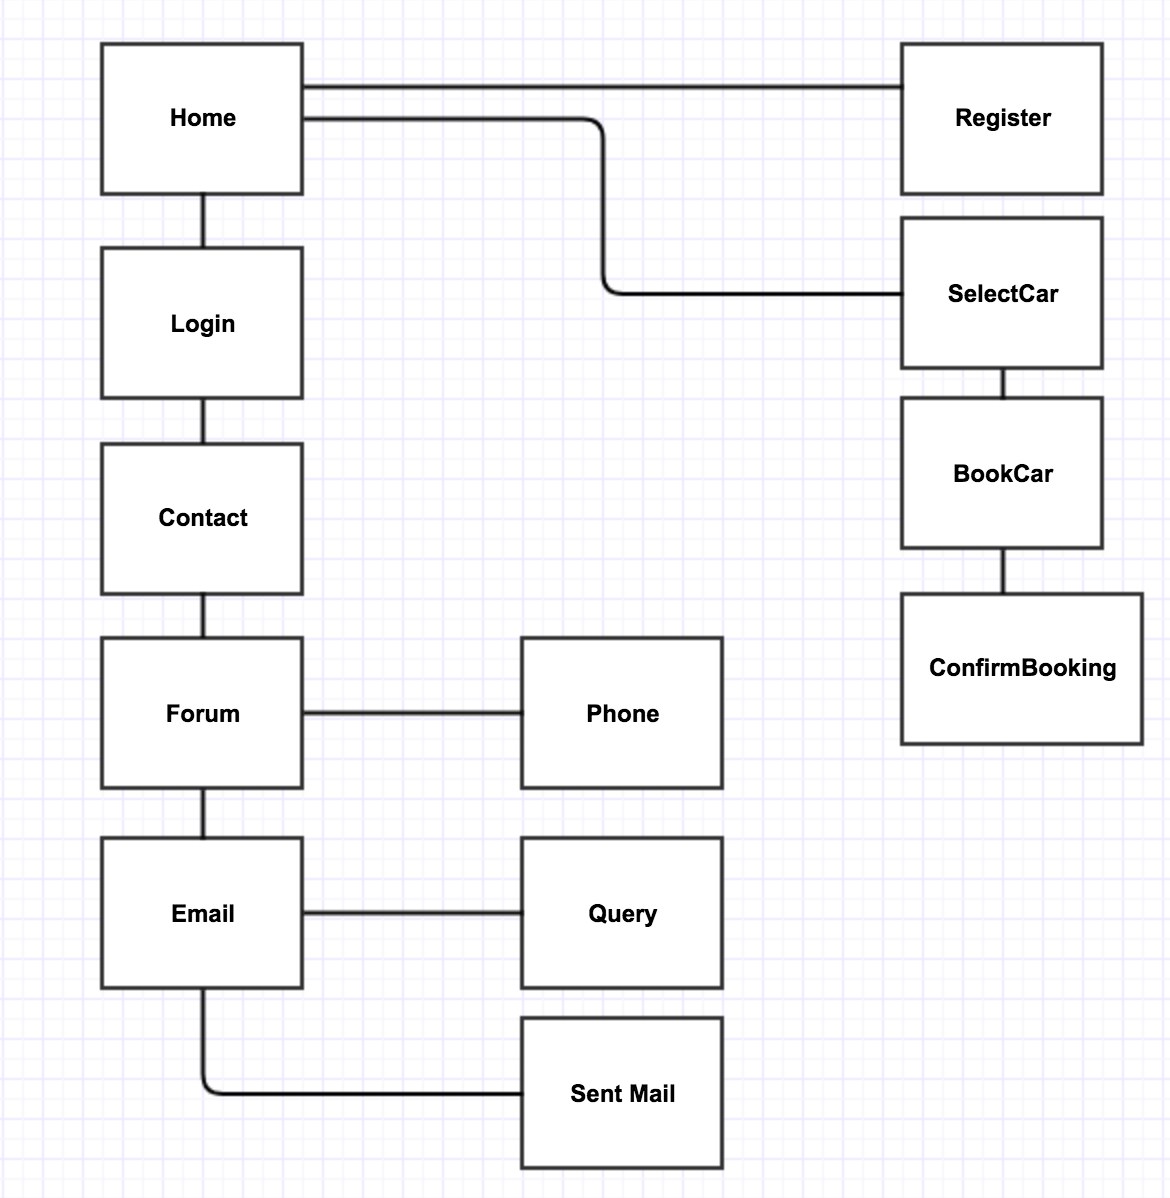 Home
Register
SelectCar
Login
BookCar
Contact
ConfirmBooking
Forum
Phone
Email
Query
Sent Mail